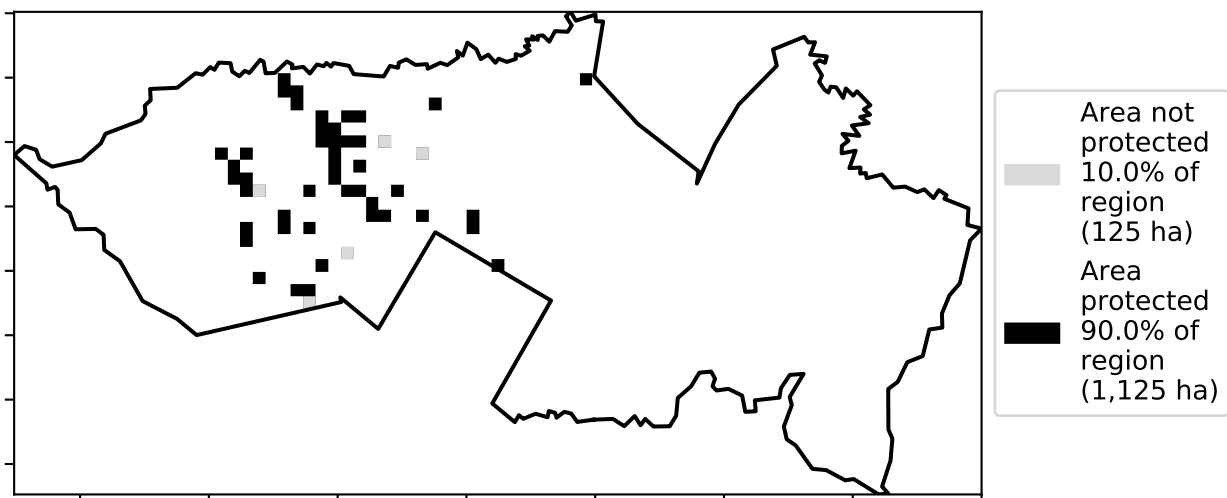 Area not
protected
10.0% of
region
(125 ha)
Area
protected
90.0% of
region
(1,125 ha)